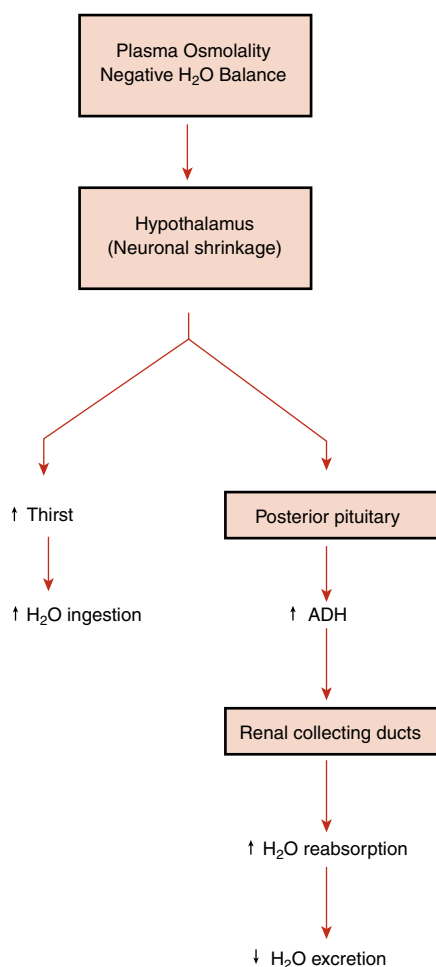 Plasma Osmolality
Negative H₂O Balance
Hypothalamus
(Neuronal shrinkage)
↑ Thirst
↑ H₂O ingestion
Posterior pituitary
↑ ADH
Renal collecting ducts
↑ H₂O reabsorption
↓ H₂O excretion